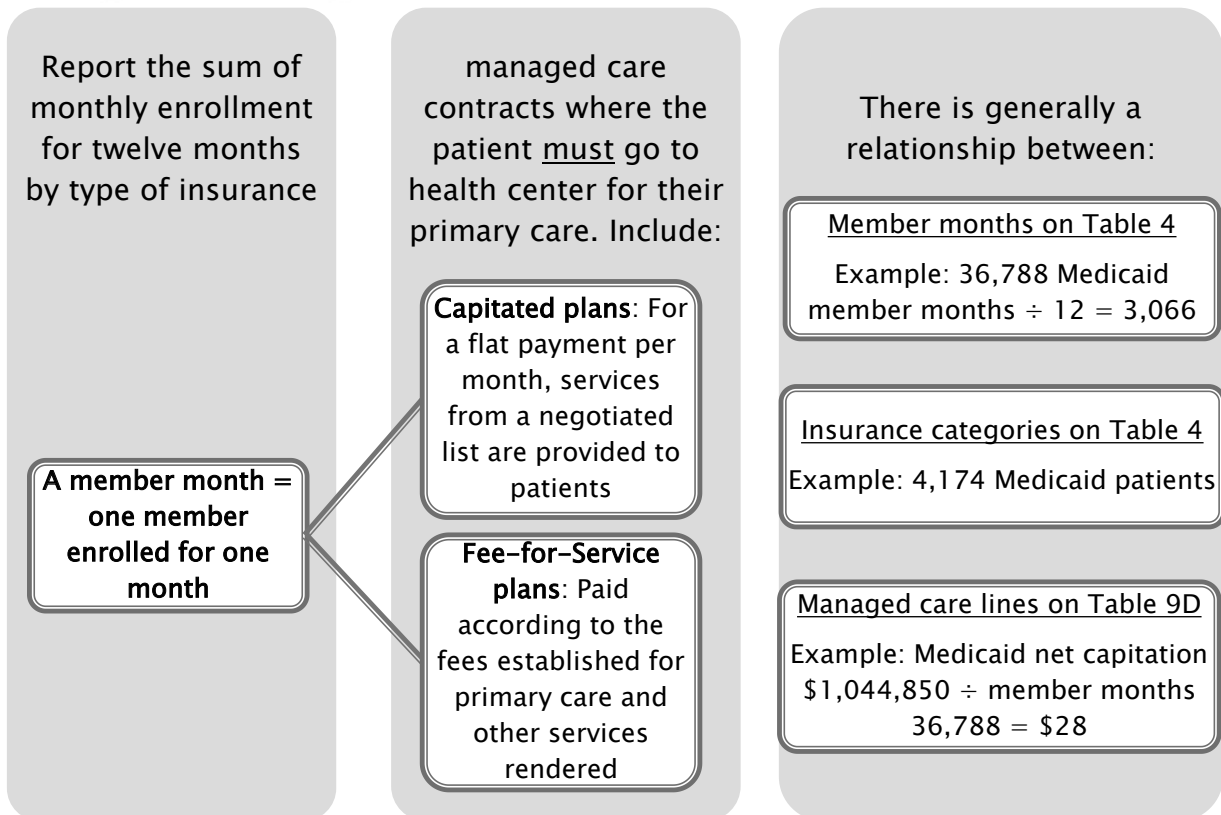 Report the sum of
monthly enrollment
for twelve months
by type of insurance
A member month =
one member
enrolled for one
month
managed care
contracts where the
patient must go to
health center for their
primary care. Include:
Capitated plans: For
a flat payment per
month, services
from a negotiated
list are provided to
patients
Fee-for-Service
plans: Paid
according to the
fees established for
primary care and
other services
rendered
There is generally a
relationship between:
Member months on Table 4
Example: 36,788 Medicaid
member months ÷ 12 = 3,066
Insurance categories on Table 4
Example: 4,174 Medicaid patients
Managed care lines on Table 9D
Example: Medicaid net capitation
$1,044,850 ÷ member months
36,788 = $28